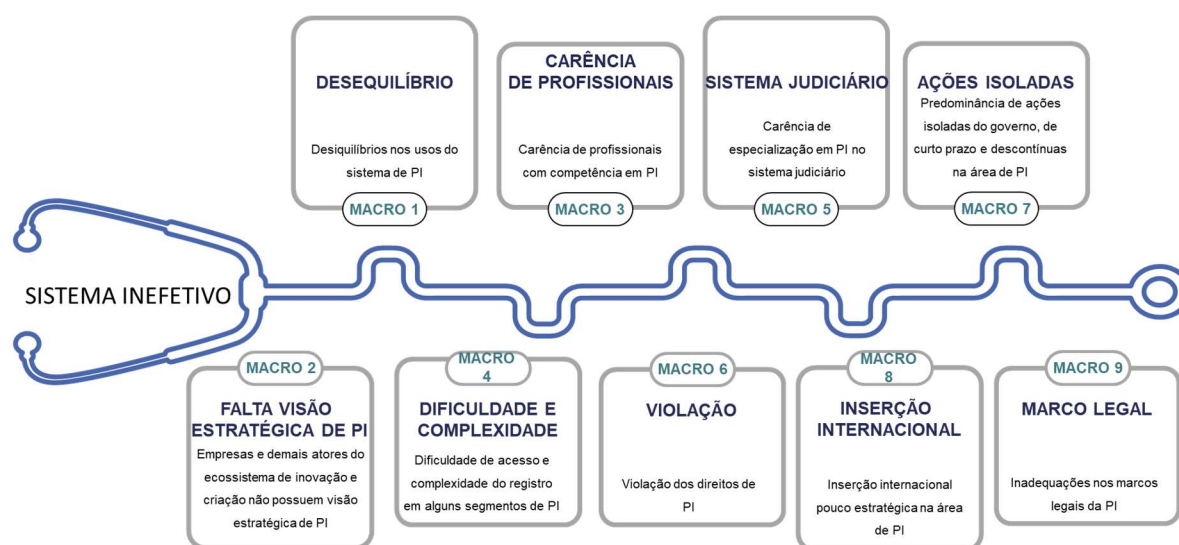 DESEQUILÍBRIO
Desiquilíbrios nos usos do
sistema de PI
MACRO 1
CARÊNCIA
DE PROFISSIONAIS
Carência de profissionais
com competência em PI
MACRO 3
SISTEMA JUDICIÁRIO
Carência de
especialização em PI no
sistema judiciário
MACRO 5
AÇÕES ISOLADAS
Predominância de ações
isoladas do governo, de
curto prazo e descontínuas
na área de PI
MACRO 7
SISTEMA INEFETIVO
MACRO 2
FALTA VISÃO
ESTRATÉGICA DE PI
Empresas e demais atores do
ecossistema de inovação e
criação não possuem visão
estratégica de PI
MACRO
4
DIFICULDADE E
COMPLEXIDADE
Dificuldade de acesso e
complexidade do registro
em alguns segmentos de PI
MACRO 6
VIOLAÇÃO
Violação dos direitos de
PI
MACRO
8
INSERÇÃO
INTERNACIONAL
Inserção internacional
pouco estratégica na área
de PI
MACRO 9
MARCO LEGAL
Inadequações nos marcos
legais da PI